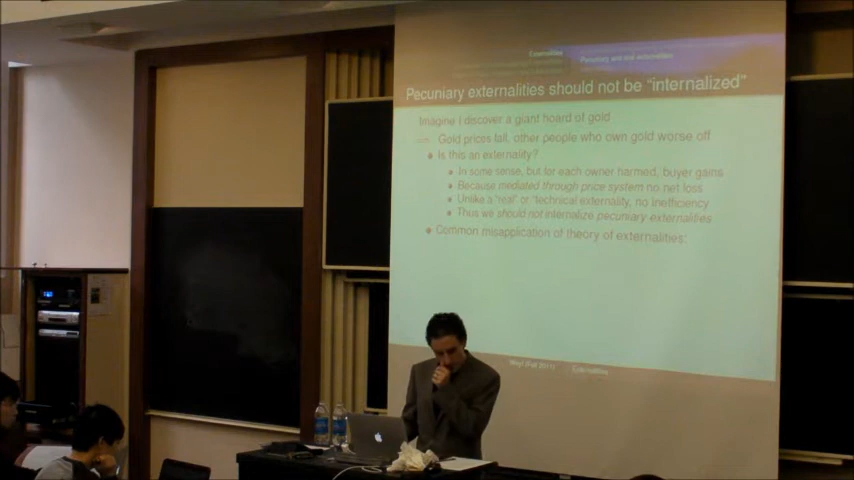 Externalities
Pecuniary and real externalities
Pecuniary externalities should not be "internalized"
Imagine I discover a giant hoard of gold
Gold prices fall, other people who own gold worse off
Is this an externality?
In some sense, but for each owner harmed, buyer gains
Because mediated through price system no net loss
Unlike a "real" or "technical externality, no inefficiency
Thus we should not internalize pecuniary externalities
Common misapplication of theory of externalities:
(Fall 2011)
Externalities